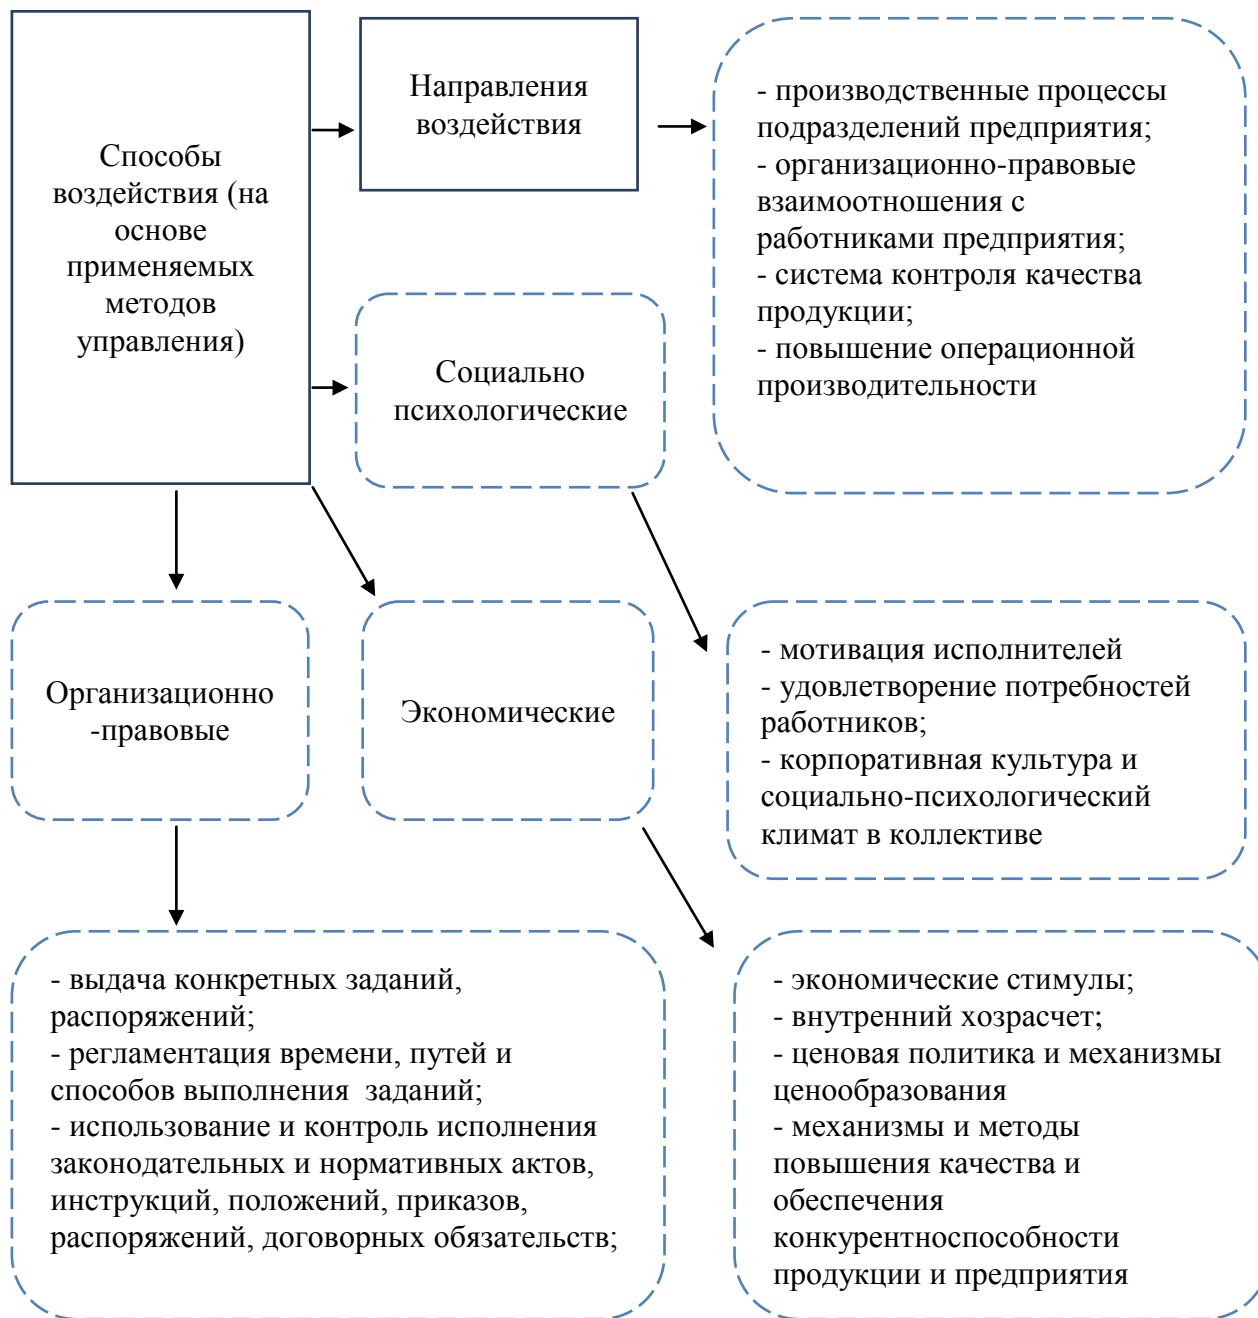 Способы
воздействия (на
основе
применяемых
методов
управления)
Направления
воздействия
- производственные процессы
подразделений предприятия;
- организационно-правовые
взаимоотношения с
работниками предприятия;
- система контроля качества
продукции;
- повышение операционной
производительности
Социально
психологические
Организационно
-правовые
Экономические
- мотивация исполнителей
- удовлетворение потребностей
работников;
- корпоративная культура и
социально-психологический
климат в коллективе
- выдача конкретных заданий,
распоряжений;
- регламентация времени, путей и
способов выполнения  заданий;
- использование и контроль исполнения
законодательных и нормативных актов,
инструкций, положений, приказов,
распоряжений, договорных обязательств;
- экономические стимулы;
- внутренний хозрасчет;
- ценовая политика и механизмы
ценообразования
- механизмы и методы
повышения качества и
обеспечения
конкурентноспособности
продукции и предприятия